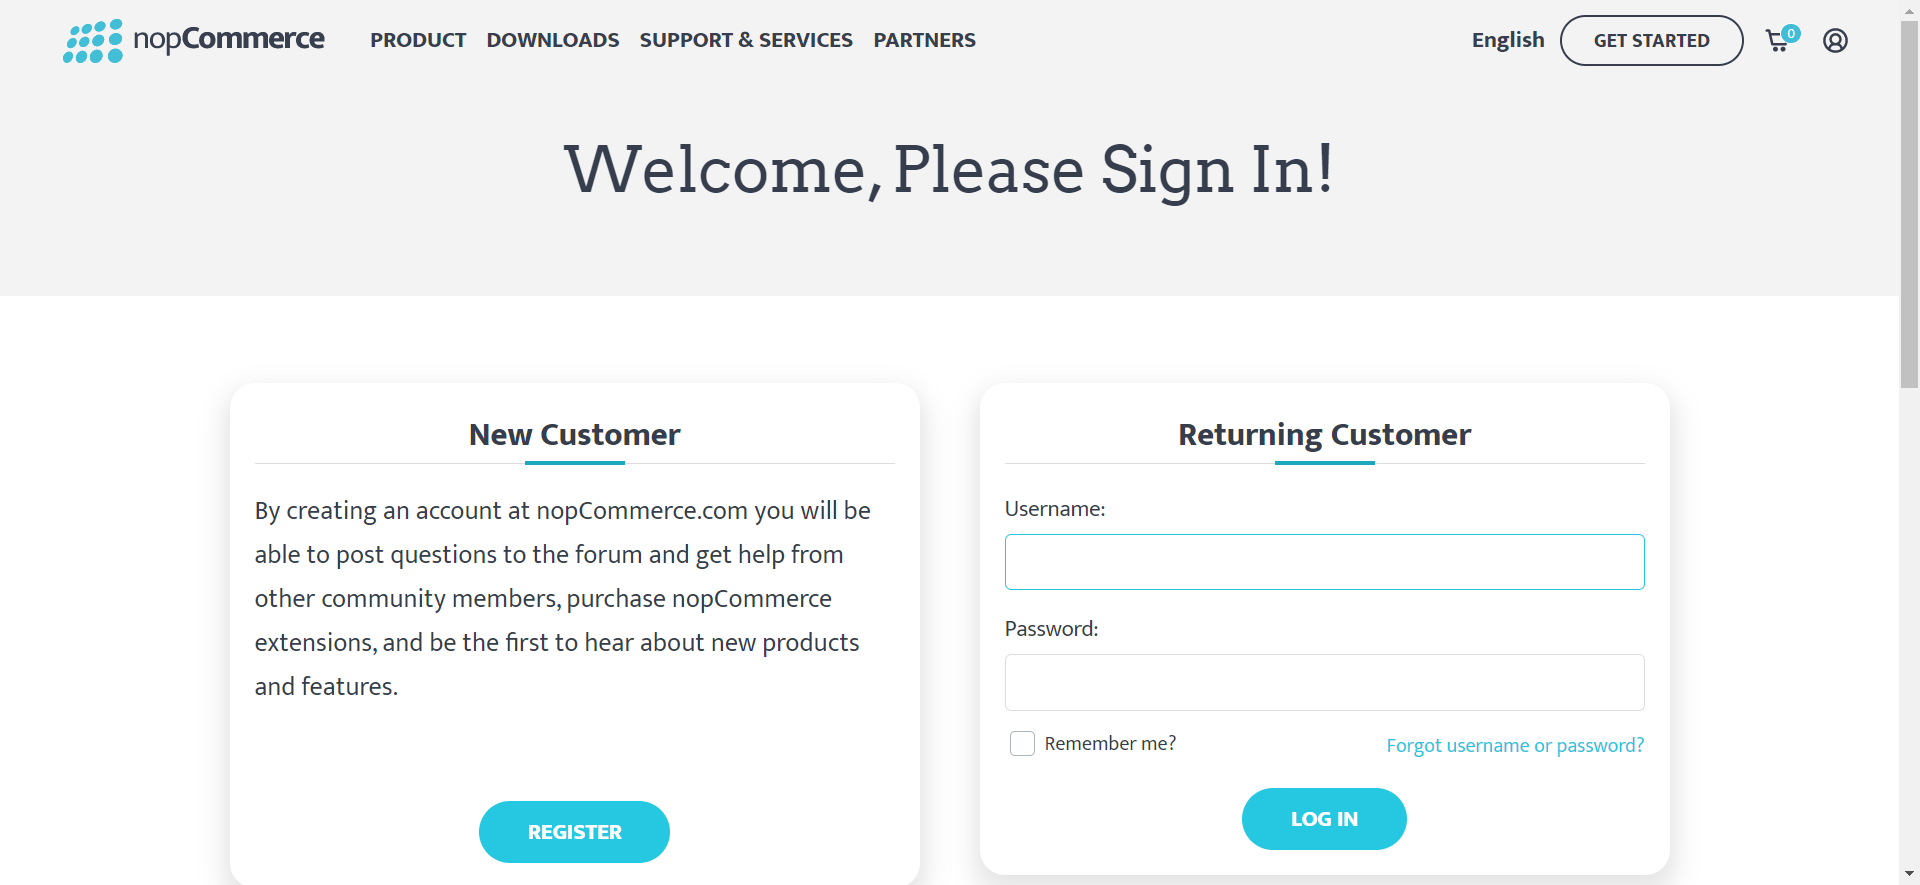 nopCommerce PRODUCT DOWNLOADS SUPPORT & SERVICES PARTNERS English GET STARTED 0
Welcome, Please Sign In!
New Customer
By creating an account at nopCommerce.com you will be
able to post questions to the forum and get help from
other community members, purchase nopCommerce
extensions, and be the first to hear about new products
and features.
REGISTER
Returning Customer
Username:
Password:
Remember me?
Forgot username or password?
LOG IN